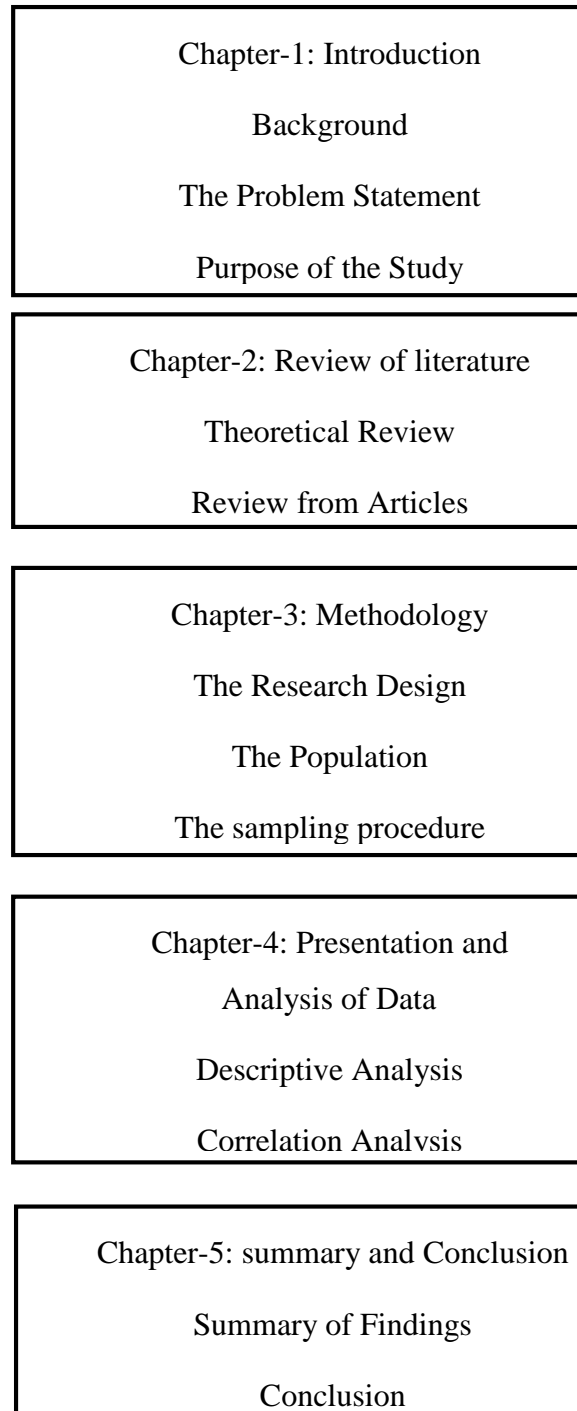 Chapter-1: Introduction
Background
The Problem Statement
Purpose of the Study
Chapter-2: Review of literature
Theoretical Review
Review from Articles
Chapter-3: Methodology
The Research Design
The Population
The sampling procedure
Chapter-4: Presentation and
Analysis of Data
Descriptive Analysis
Correlation Analysis
Chapter-5: summary and Conclusion
Summary of Findings
Conclusion